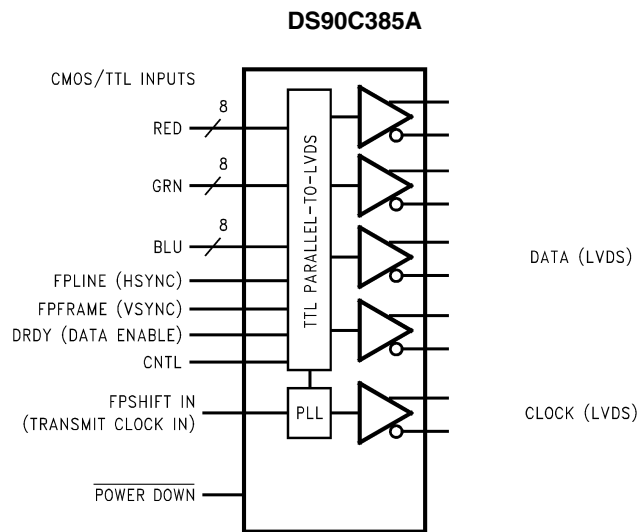 DS90C385A
CMOS/TTL INPUTS
8
RED
8
GRN
8
BLU
FPLINE (HSYNC)
FPFRAME (VSYNC)
DRDY (DATA ENABLE)
CNTL
FPSHIFT IN
(TRANSMIT CLOCK IN)
POWER DOWN
TTL PARALLEL-TO-LVDS
PLL
DATA (LVDS)
CLOCK (LVDS)